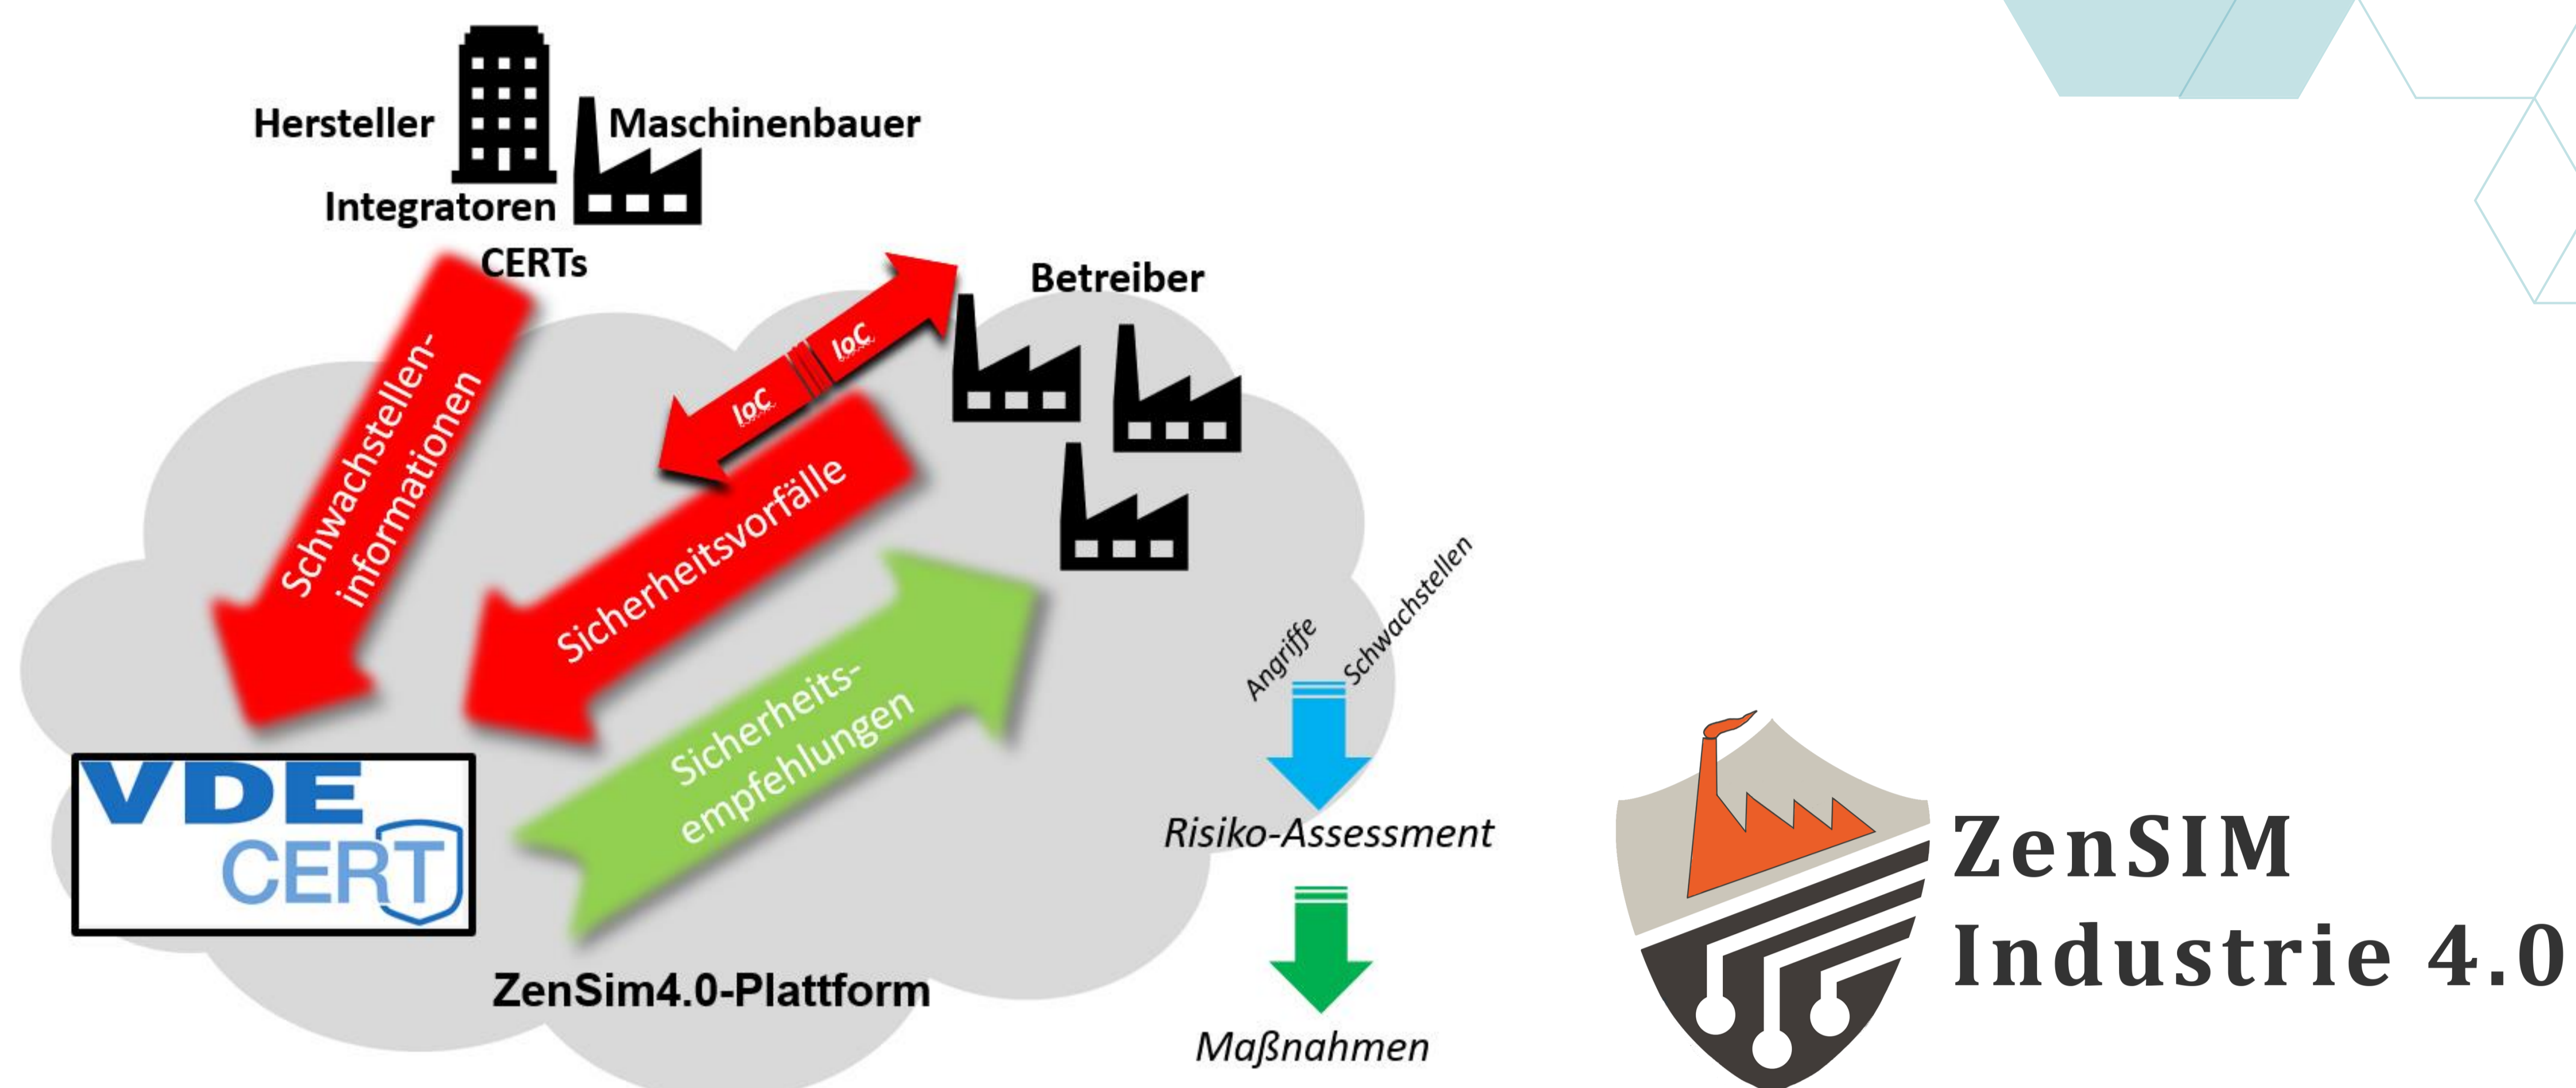 Hersteller
Maschinenbauer
Integratoren
CERTs
Betreiber
IoC
IoC
Schwachstellen-
informationen
Sicherheitsvorfälle
Sicherheits-
empfehlungen
Angriffe
Schwachstellen
VDE
CERT
Risiko-Assessment
ZenSim4.0-Plattform
Maßnahmen
ZenSIM
Industrie 4.0